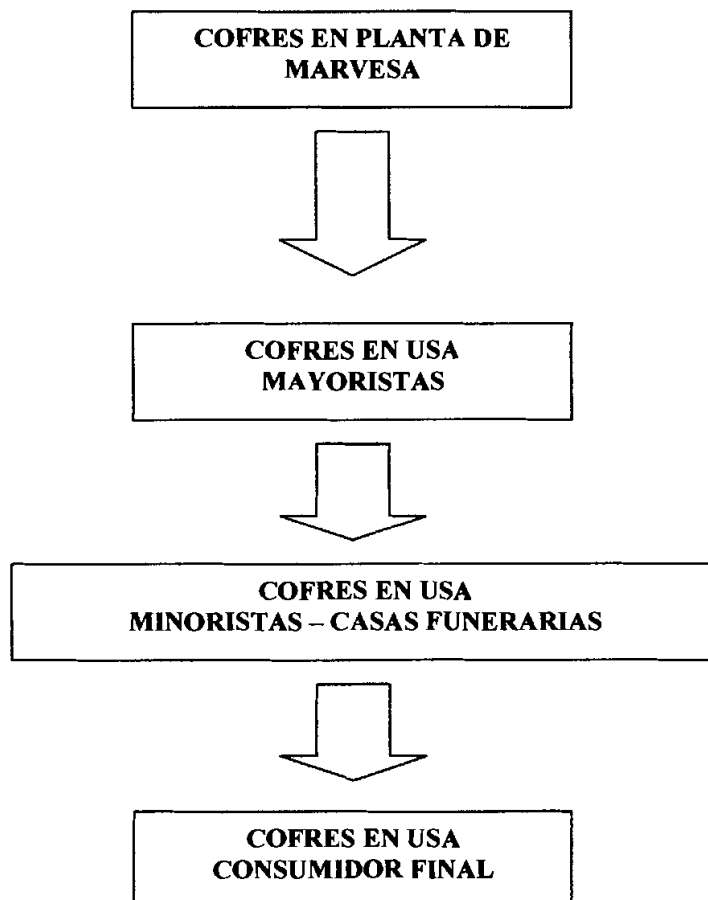 COFRES EN PLANTA DE
MARVESA
COFRES EN USA
MAYORISTAS
COFRES EN USA
MINORISTAS – CASAS FUNERARIAS
COFRES EN USA
CONSUMIDOR FINAL